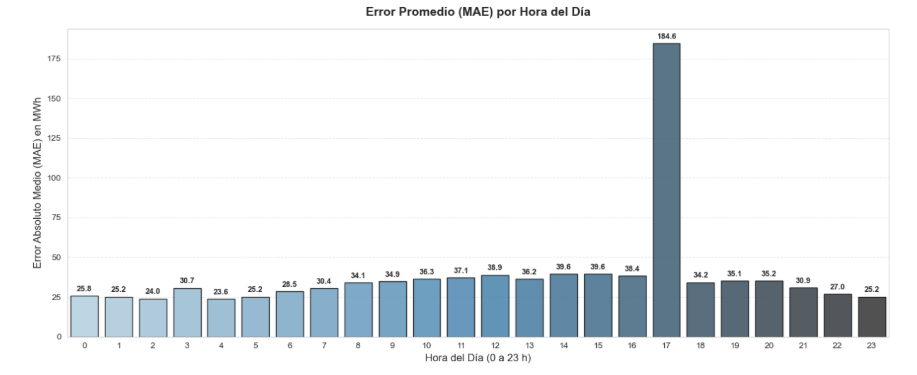 Error Promedio (MAE) por Hora del Día
Error Absoluto Medio (MAE) en MWh
175
150
125
100
75
50
25
0
25.8 25.2 24.0 30.7 23.6 25.2 28.5 30.4 34.1 34.9 36.3 37.1 38.9 36.2 39.6 39.6 38.4 184.6 34.2 35.1 35.2 30.9 27.0 25.2
0 1 2 3 4 5 6 7 8 9 10 11 12 13 14 15 16 17 18 19 20 21 22 23
Hora del Día (0 a 23 h)